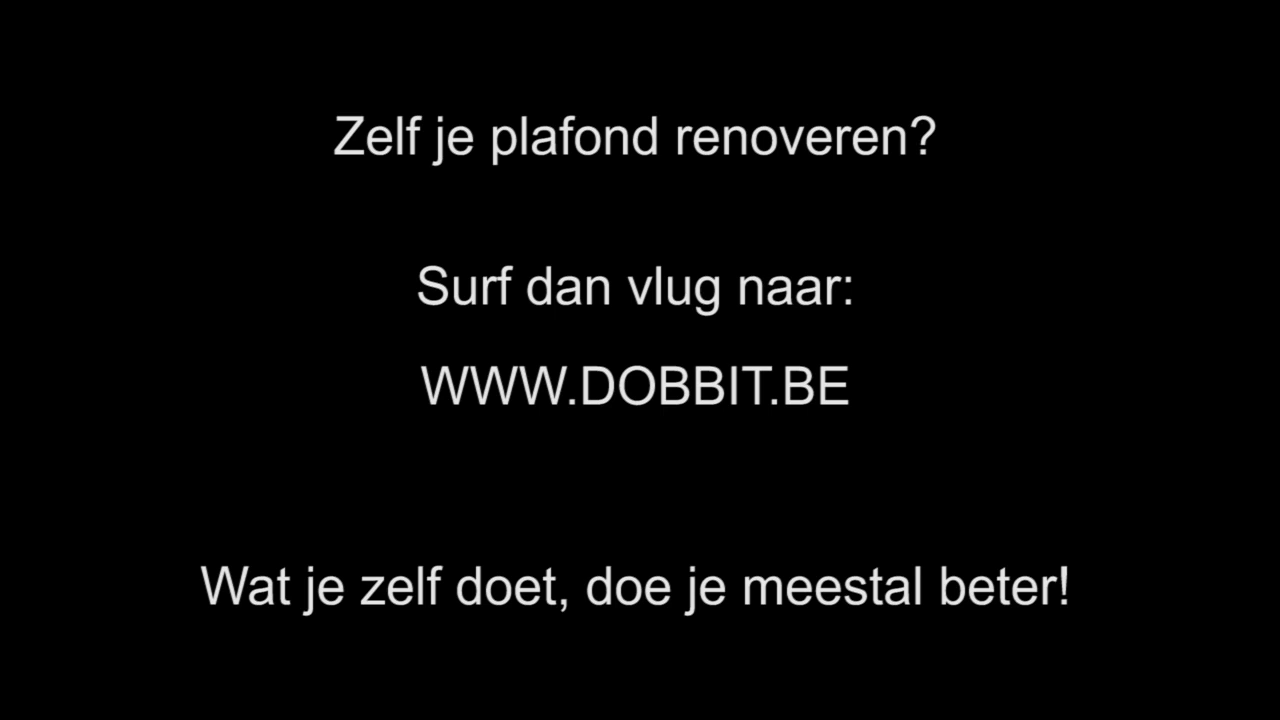 Zelf je plafond renoveren?
Surf dan vlug naar:
WWW.DOBBIT.BE
Wat je zelf doet, doe je meestal beter!